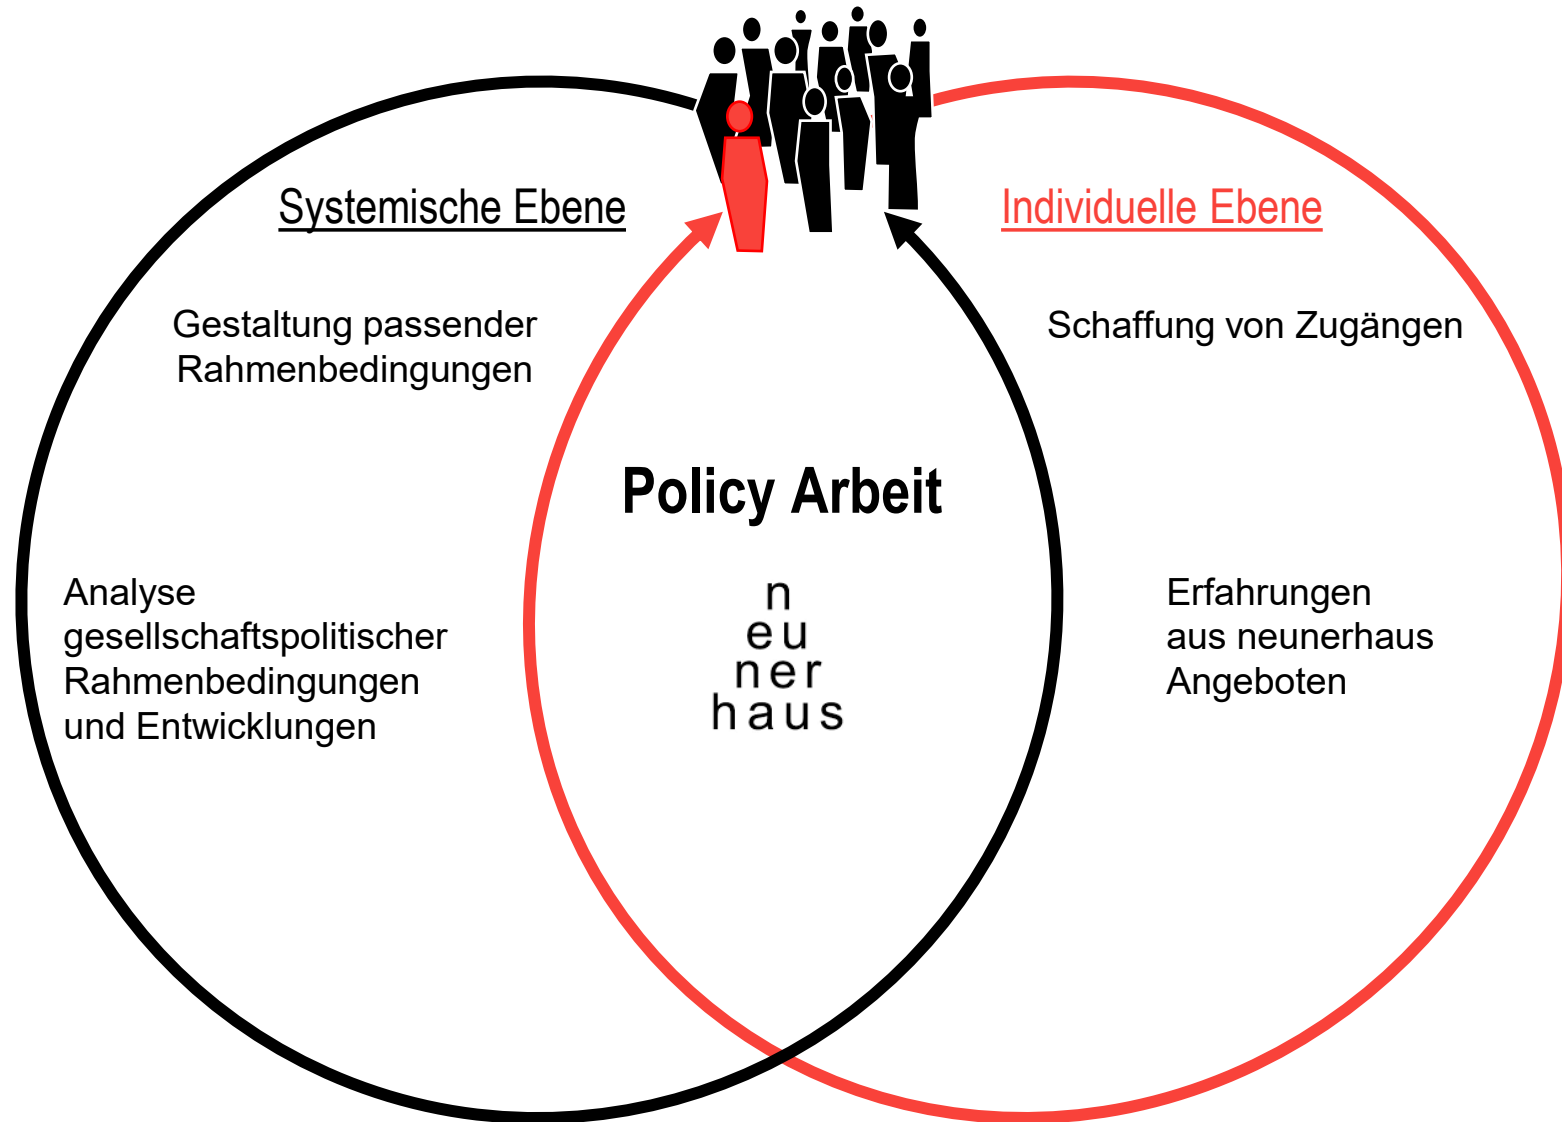 Systemische Ebene
Gestaltung passender
Rahmenbedingungen
Analyse
gesellschaftspolitischer
Rahmenbedingungen
und Entwicklungen
Policy Arbeit
n
eu
ner
haus
Individuelle Ebene
Schaffung von Zugängen
Erfahrungen
aus neunerhaus
Angeboten